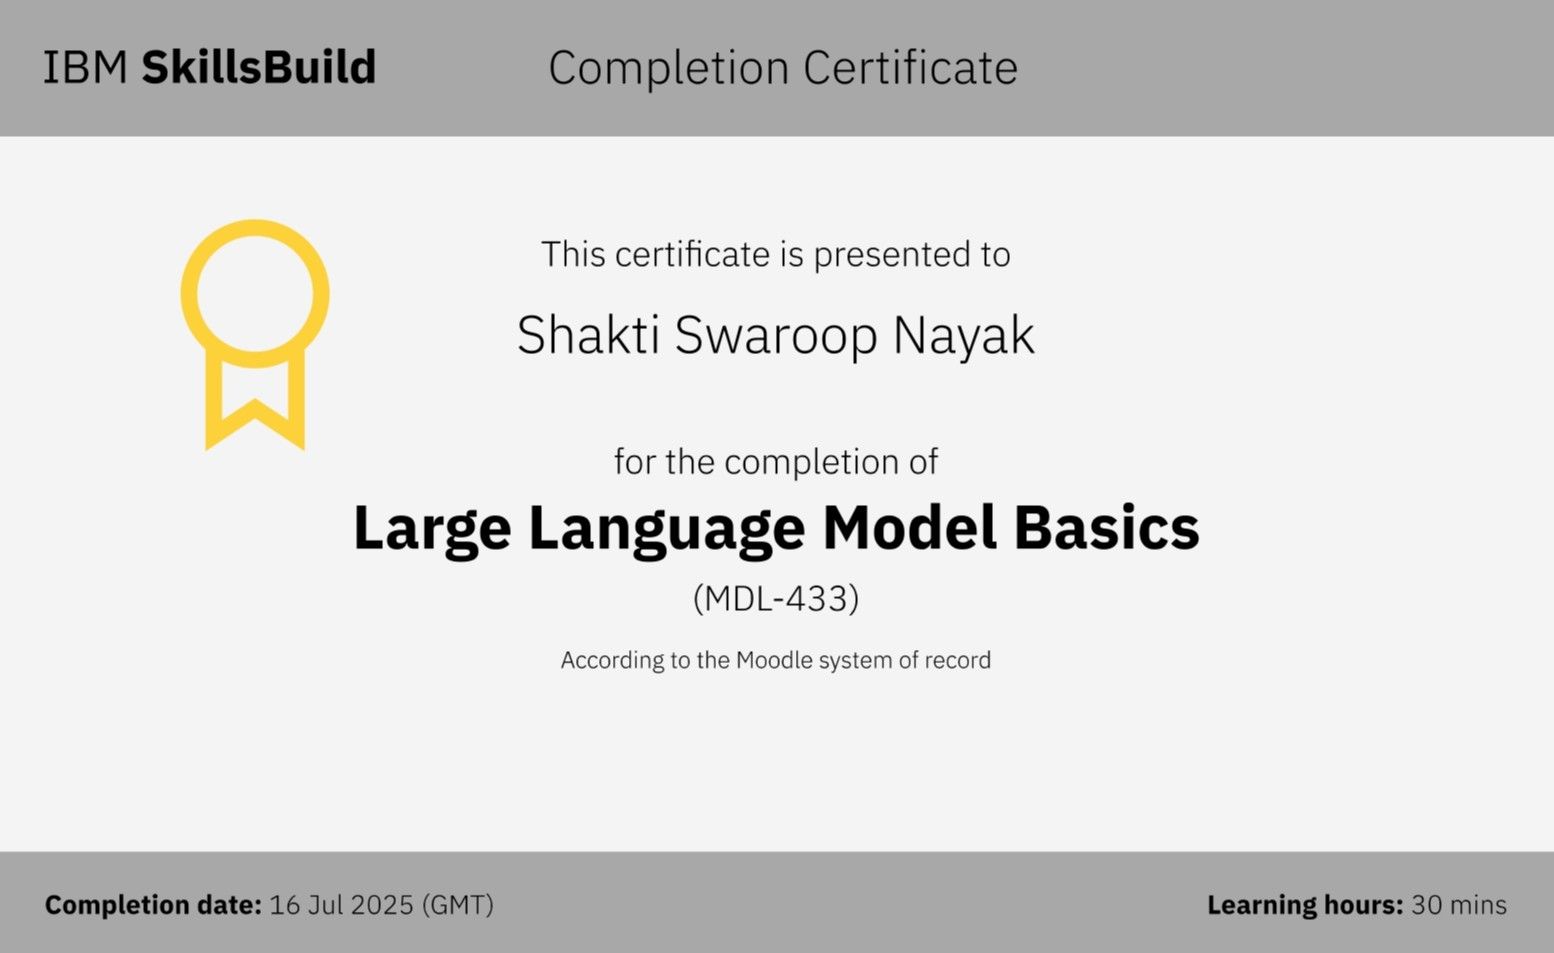 IBM SkillsBuild
Completion Certificate
This certificate is presented to
Shakti Swaroop Nayak
for the completion of
Large Language Model Basics
(MDL-433)
According to the Moodle system of record
Completion date: 16 Jul 2025 (GMT)
Learning hours: 30 mins